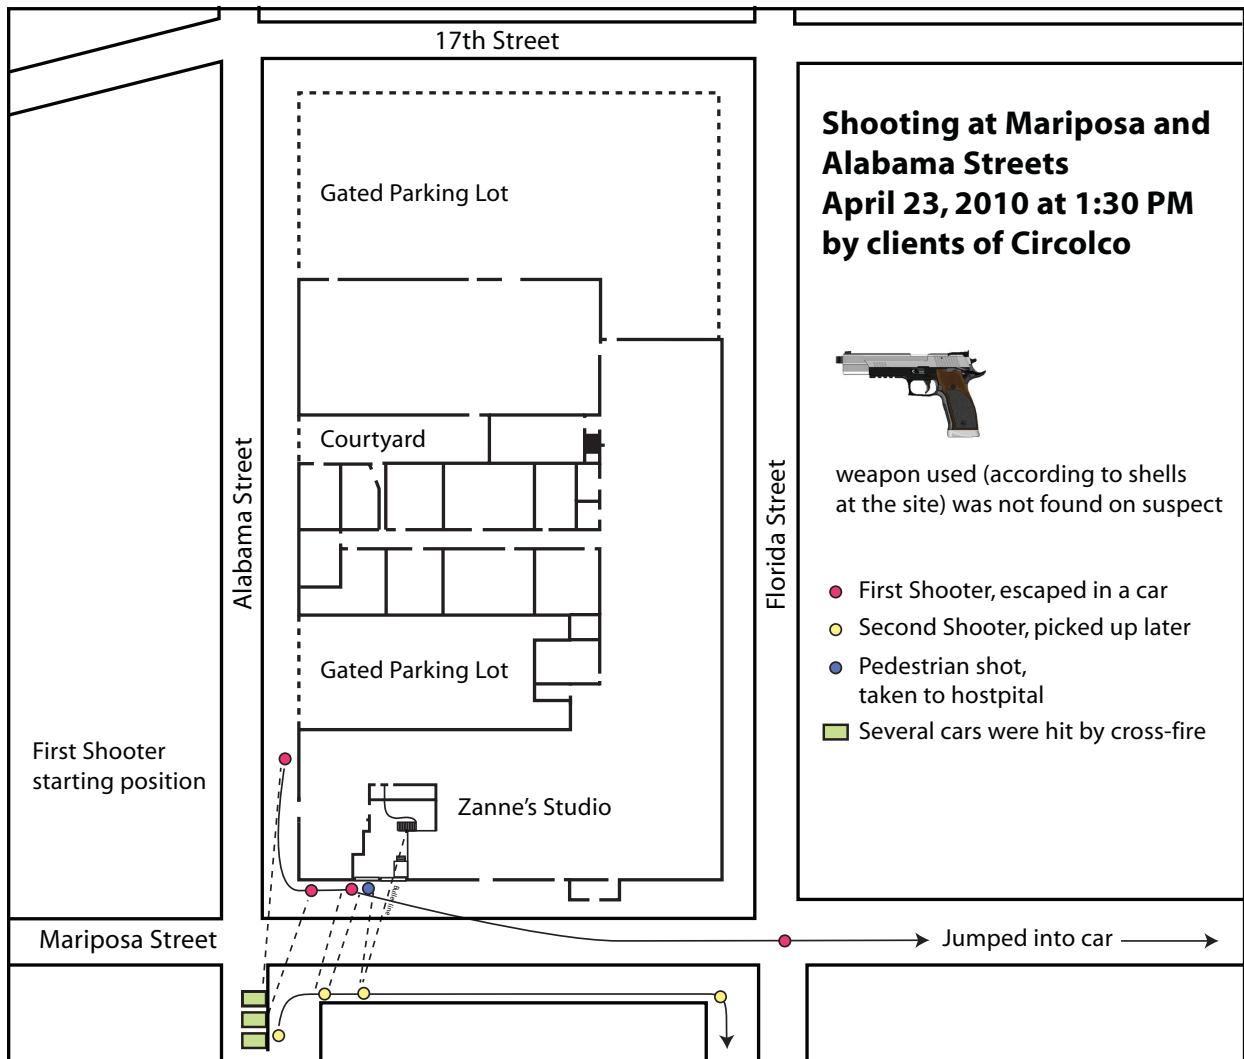 17th Street
Shooting at Mariposa and
Alabama Streets
April 23, 2010 at 1:30 PM
by clients of Circolco
Gated Parking Lot
Courtyard
Alabama Street
Florida Street
weapon used (according to shells
at the site) was not found on suspect
First Shooter, escaped in a car
Second Shooter, picked up later
Pedestrian shot,
taken to hostpital
Several cars were hit by cross-fire
Gated Parking Lot
First Shooter
starting position
Zanne's Studio
Bullet line
Mariposa Street
Jumped into car